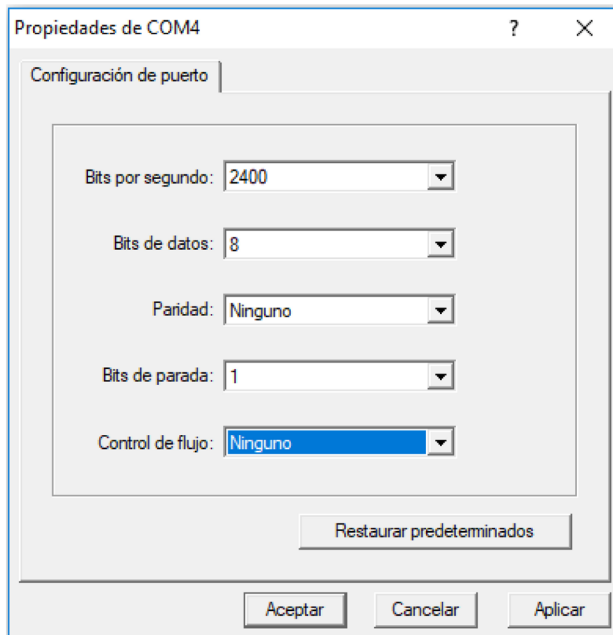 Propiedades de COM4
Configuración de puerto
Bits por segundo: 2400
Bits de datos: 8
Paridad: Ninguno
Bits de parada: 1
Control de flujo: Ninguno
Restaurar predeterminados
Aceptar Cancelar Aplicar